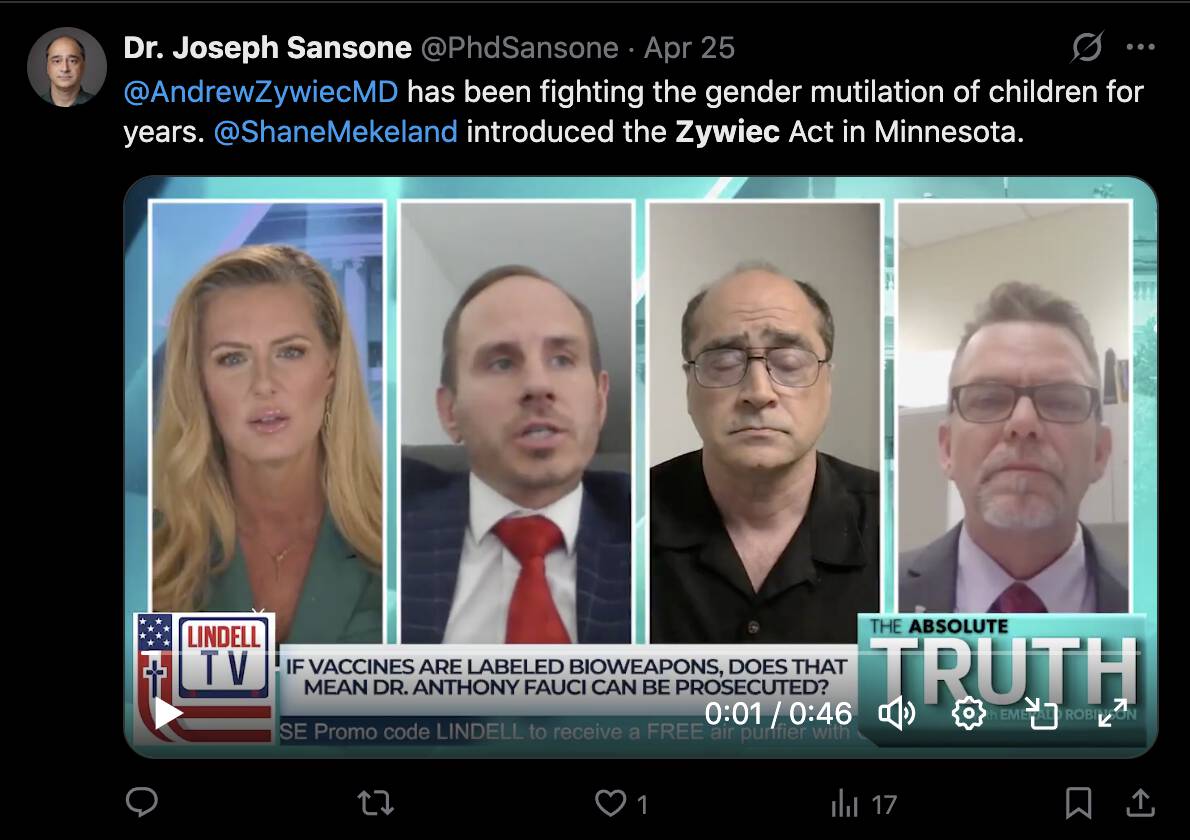 Dr. Joseph Sansone @PhdSansone · Apr 25
@AndrewZywiecMD has been fighting the gender mutilation of children for
years. @ShaneMekeland introduced the Zywiec Act in Minnesota.
LINDELL
TV
IF VACCINES ARE LABELED BIOWEAPONS, DOES THAT
MEAN DR. ANTHONY FAUCI CAN BE PROSECUTED?
SE Promo code LINDELL to receive a FREE air purifier with
THE ABSOLUTE
TRUTH
EMERALD ROBINSON
0:01 / 0:46
1
17